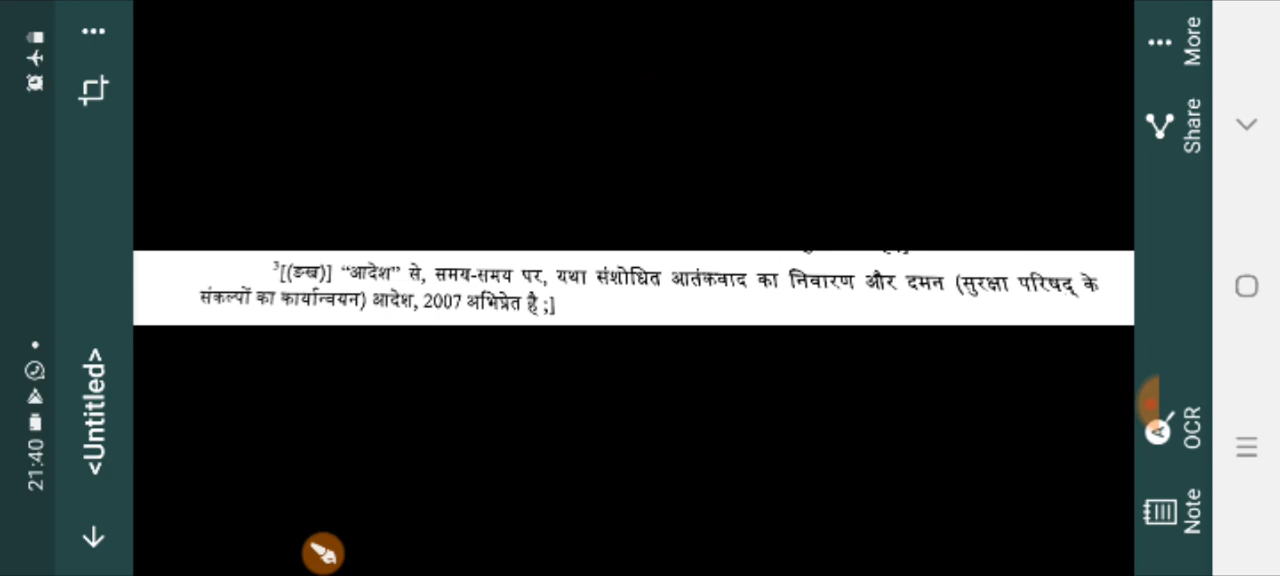 21:40
<Untitled>
³[(ङख)] “आदेश” से, समय-समय पर, यथा संशोधित आतंकवाद का निवारण और दमन (सुरक्षा परिषद् के
संकल्पों का कार्यान्वयन) आदेश, 2007 अभिप्रेत है ;]
More
Share
OCR
Note